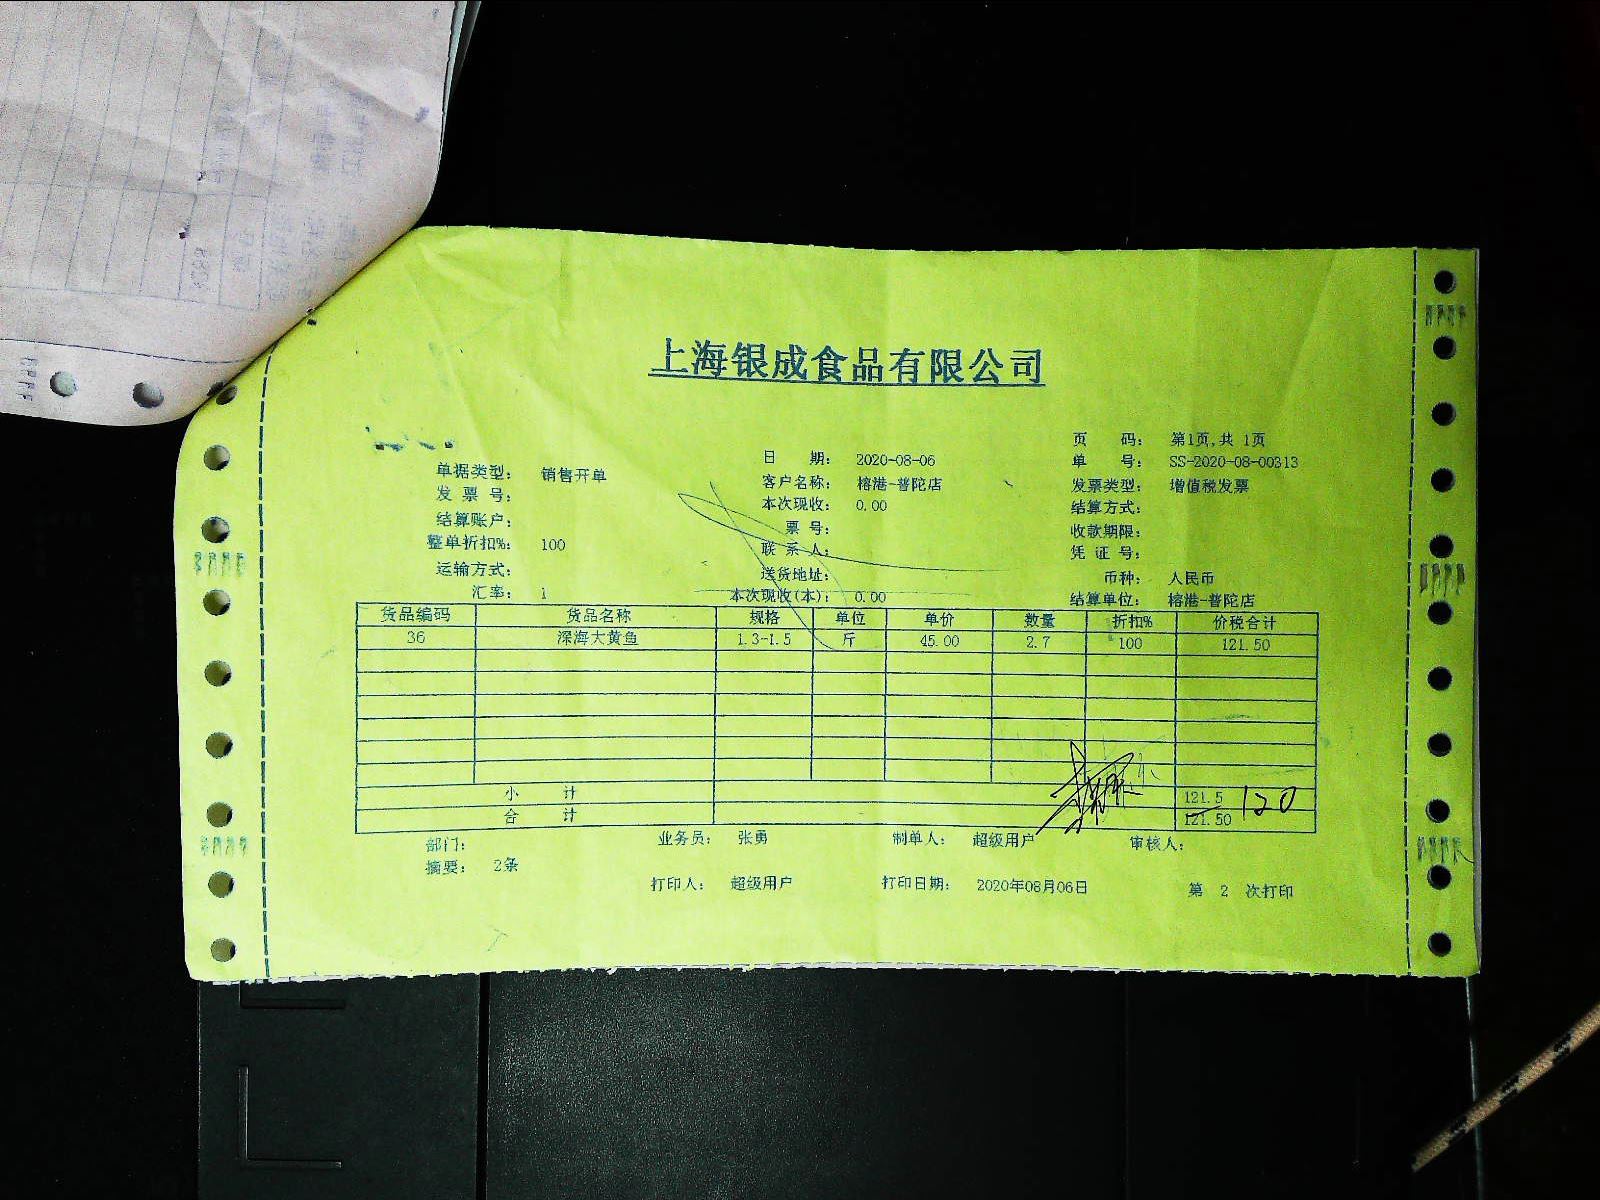 上海银成食品有限公司
页 码: 第1页,共 1页
单据类型: 销售开单 日 期: 2020-08-06 单 号: SS-2020-08-00313
发 票 号: 客户名称: 榕港-普陀店 发票类型: 增值税发票
结算账户: 本次现收: 0.00 结算方式:
整单折扣%: 100 票 号: 收款期限:
运输方式: 联 系 人: 凭 证 号:
汇率: 1 送货地址: 币种: 人民币
本次现收(本): 0.00 结算单位: 榕港-普陀店
货品编码 货品名称 规格 单位 单价 数量 折扣% 价税合计
36 深海大黄鱼 1.3-1.5 斤 45.00 2.7 100 121.50
小 计 121.5
合 计 121.50 120
部门: 业务员: 张勇 制单人: 超级用户 审核人:
摘要: 2条
打印人: 超级用户 打印日期: 2020年08月06日 第 2 次打印